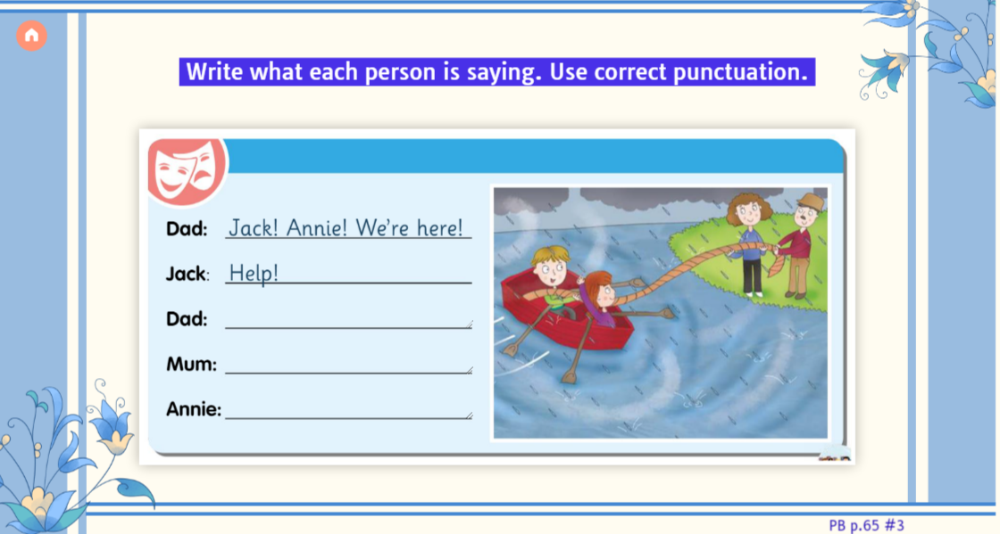 Write what each person is saying. Use correct punctuation.
Dad: Jack! Annie! We're here!
Jack: Help!
Dad:
Mum:
Annie:
PB p.65 #3